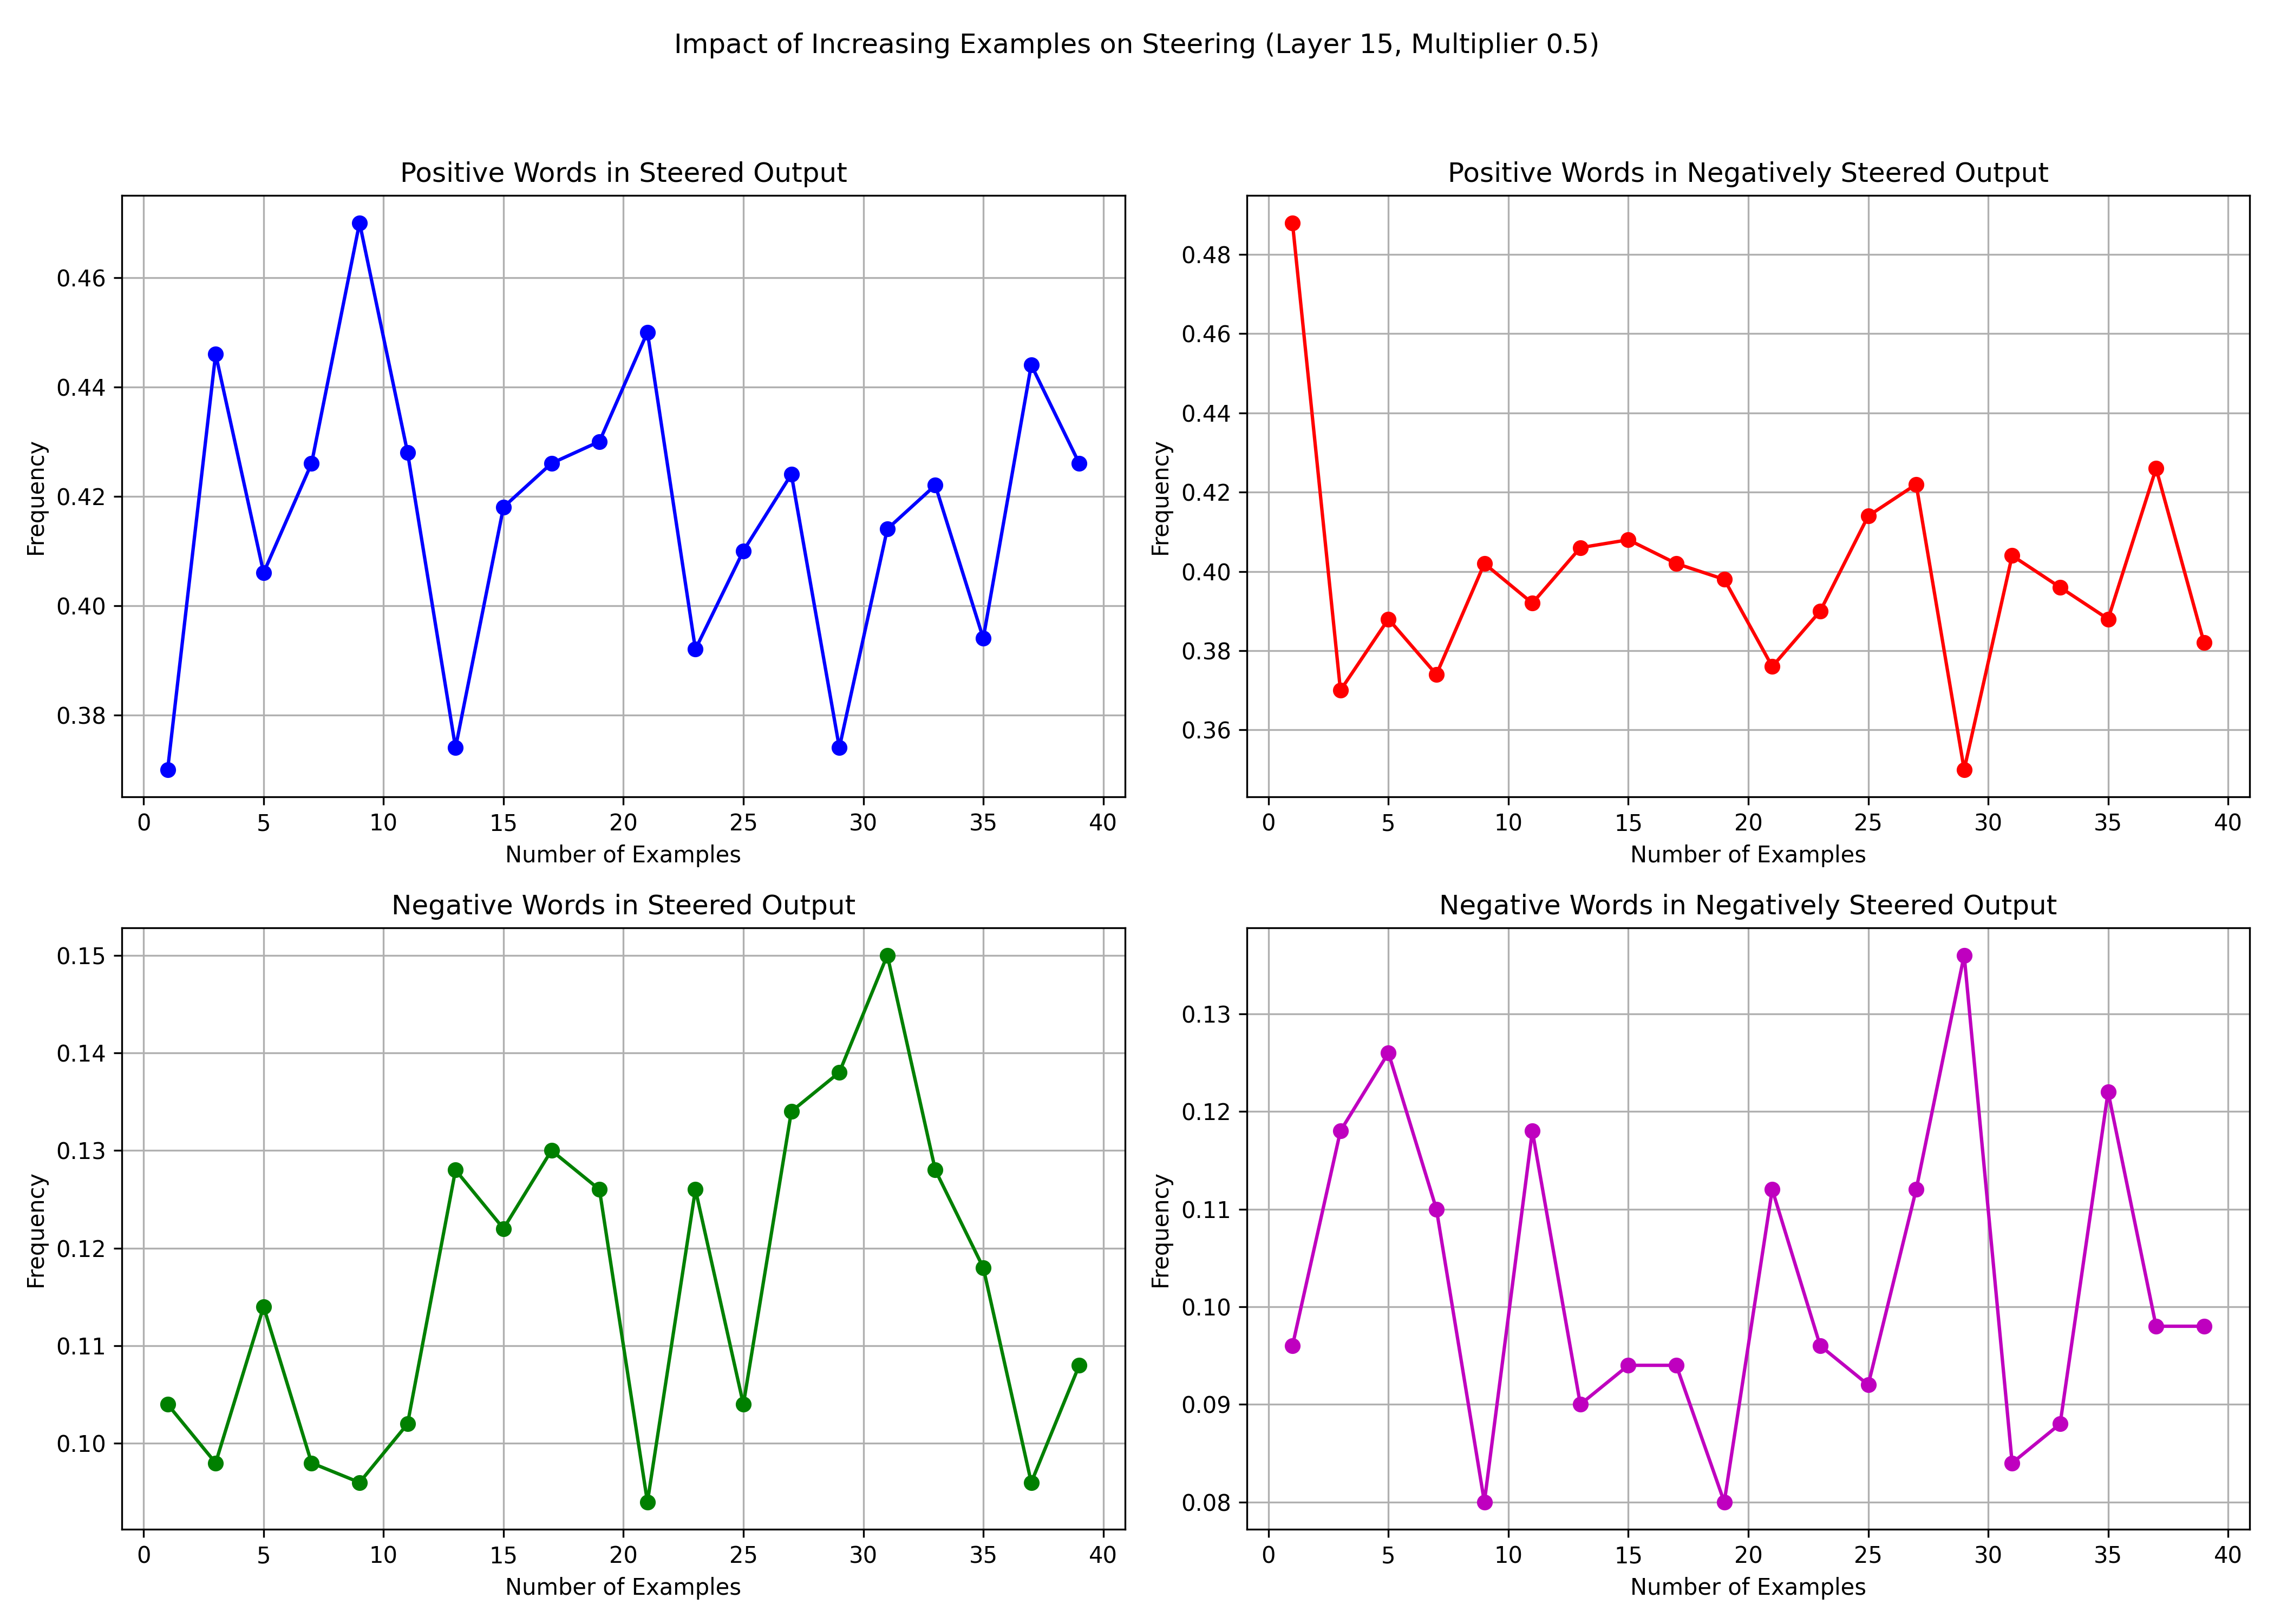 Impact of Increasing Examples on Steering (Layer 15, Multiplier 0.5)
Positive Words in Steered Output
Frequency
0.46
0.44
0.42
0.40
0.38
0 5 10 15 20 25 30 35 40
Number of Examples
Positive Words in Negatively Steered Output
Frequency
0.48
0.46
0.44
0.42
0.40
0.38
0.36
0 5 10 15 20 25 30 35 40
Number of Examples
Negative Words in Steered Output
Frequency
0.15
0.14
0.13
0.12
0.11
0.10
0 5 10 15 20 25 30 35 40
Number of Examples
Negative Words in Negatively Steered Output
Frequency
0.13
0.12
0.11
0.10
0.09
0.08
0 5 10 15 20 25 30 35 40
Number of Examples